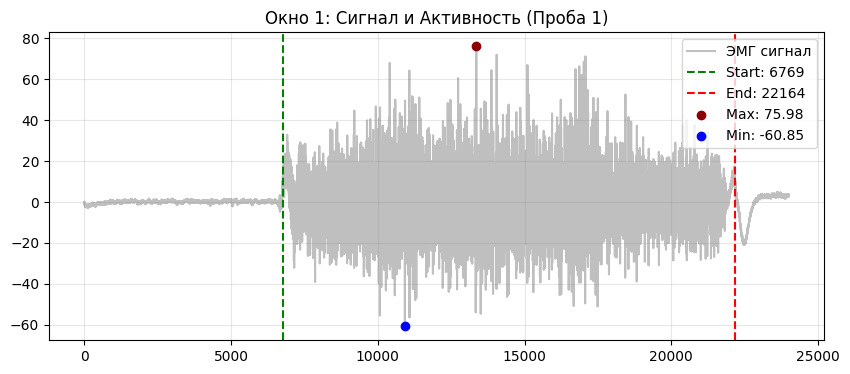 Окно 1: Сигнал и Активность (Проба 1)
ЭМГ сигнал
Start: 6769
End: 22164
Max: 75.98
Min: -60.85
80
60
40
20
0
−20
−40
−60
0
5000
10000
15000
20000
25000